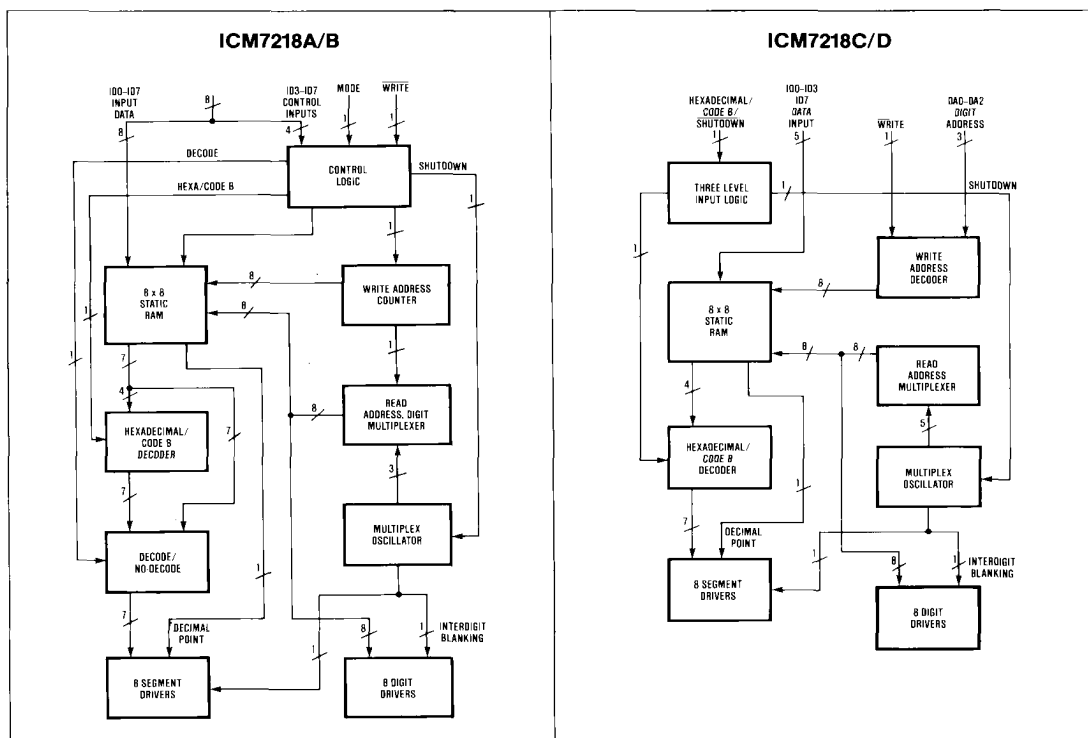 ICM7218A/B
ID0–ID7
INPUT
DATA
8
8
ID3–ID7
CONTROL
INPUTS
4
MODE
1
WRITE
1
DECODE
HEXA/CODE B
CONTROL
LOGIC
SHUTDOWN
1
1
8 x 8
STATIC
RAM
8
WRITE ADDRESS
COUNTER
8
1
1
1
7
4
7
HEXADECIMAL/
CODE B
DECODER
8
READ
ADDRESS, DIGIT
MULTIPLEXER
3
7
DECODE/
NO-DECODE
MULTIPLEX
OSCILLATOR
1
7
DECIMAL
POINT
1
8
1
INTERDIGIT
BLANKING
8 SEGMENT
DRIVERS
8 DIGIT
DRIVERS
ICM7218C/D
HEXADECIMAL/
CODE B/
SHUTDOWN
1
ID0–ID3
ID7
DATA
INPUT
5
WRITE
1
DA0–DA2
DIGIT
ADDRESS
3
THREE LEVEL
INPUT LOGIC
1
SHUTDOWN
1
WRITE
ADDRESS
DECODER
8
8 x 8
STATIC
RAM
8
8
READ
ADDRESS
MULTIPLEXER
4
5
HEXADECIMAL/
CODE B
DECODER
1
MULTIPLEX
OSCILLATOR
7
DECIMAL
POINT
1
8
1
INTERDIGIT
BLANKING
8 SEGMENT
DRIVERS
8 DIGIT
DRIVERS